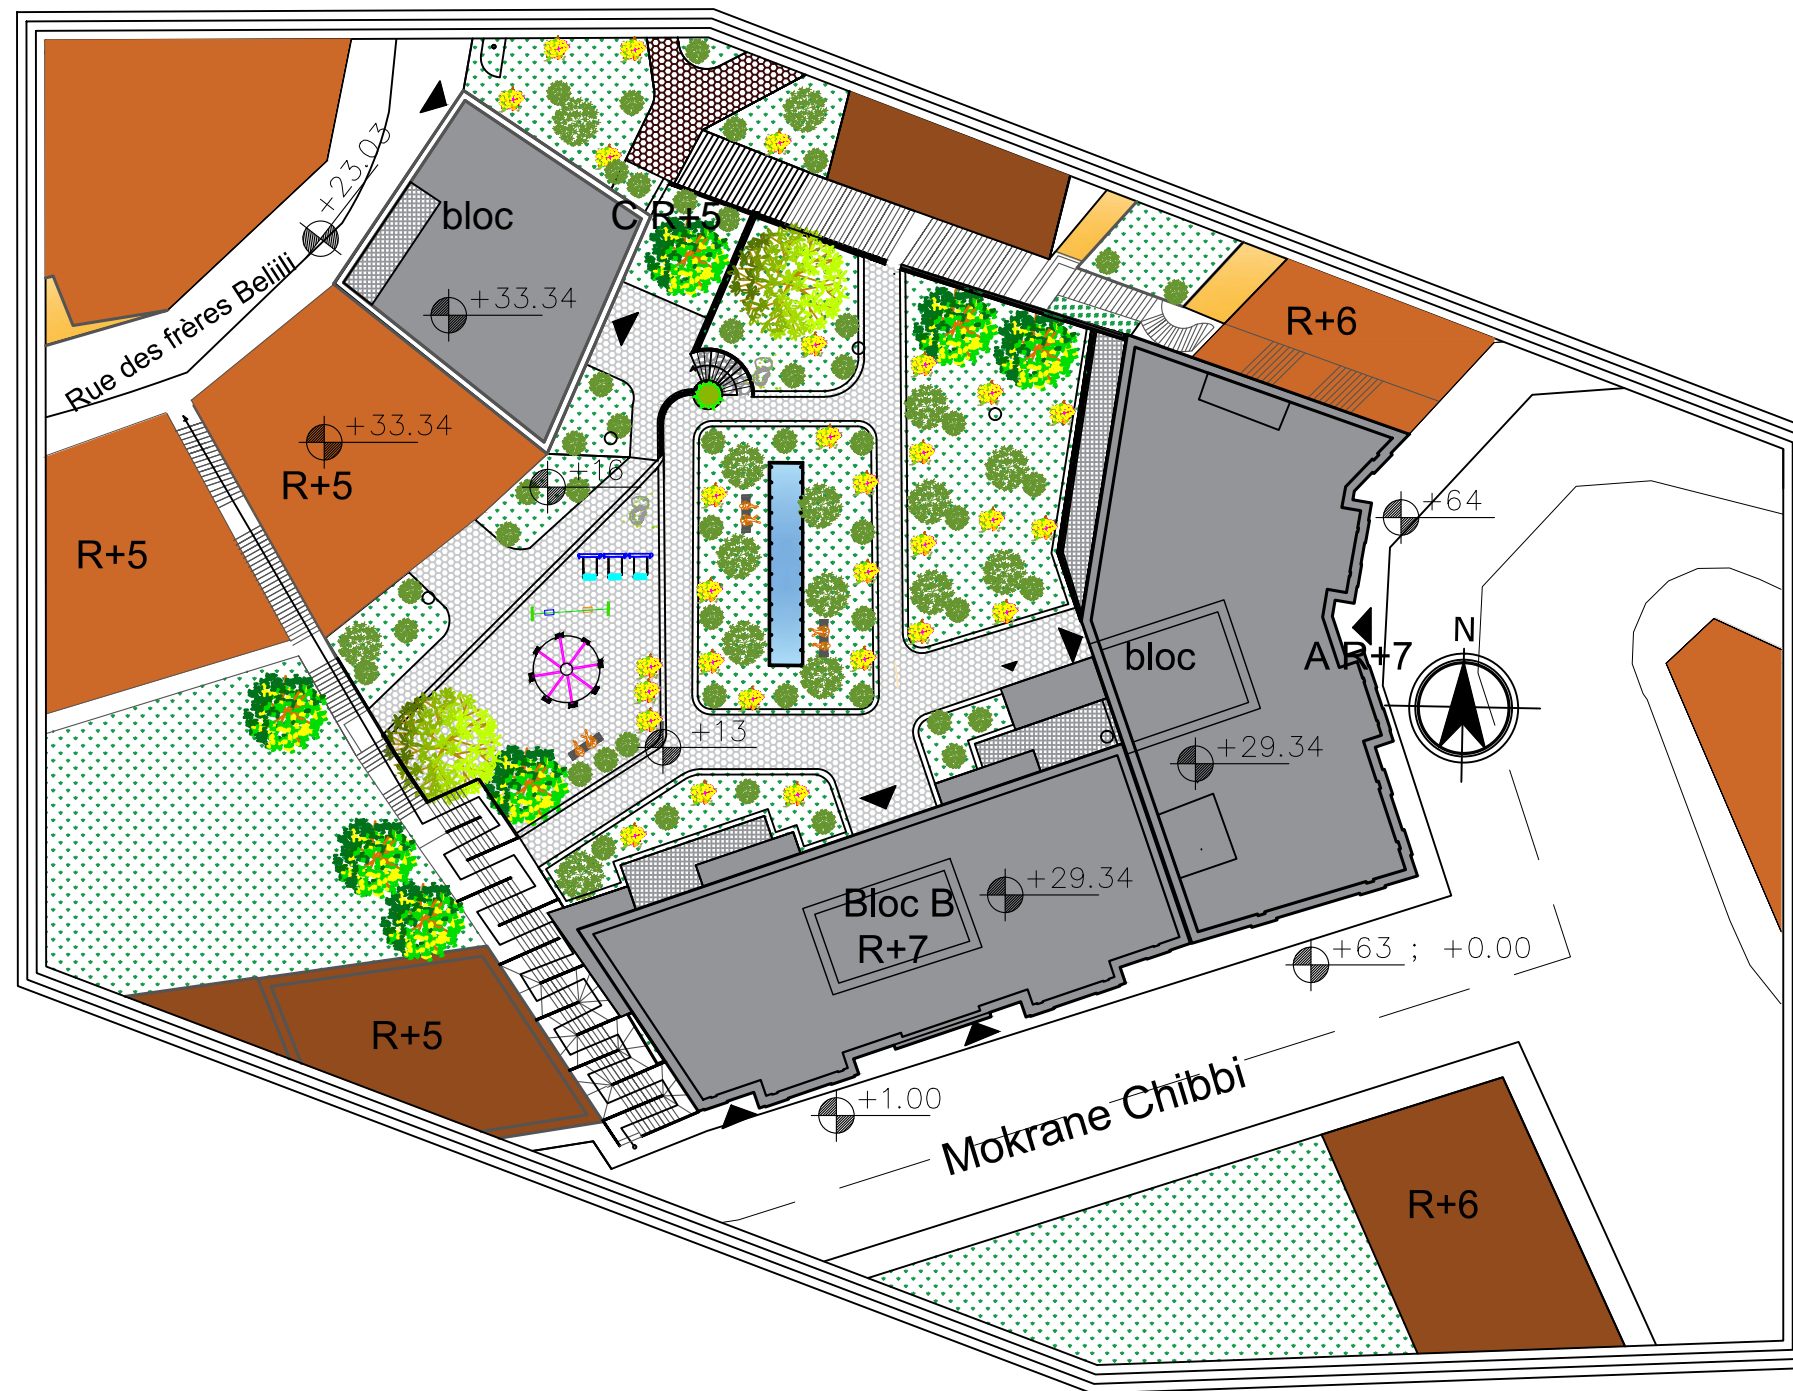 +23.03
bloc C R+5
+33.34
Rue des frères Belilli
R+6
+33.34
R+5
+16
R+5
+64
N
bloc A R+7
+13
+29.34
+29.34
Bloc B
R+7
+63 ; +0.00
R+5
+1.00
Mokrane Chibbi
R+6